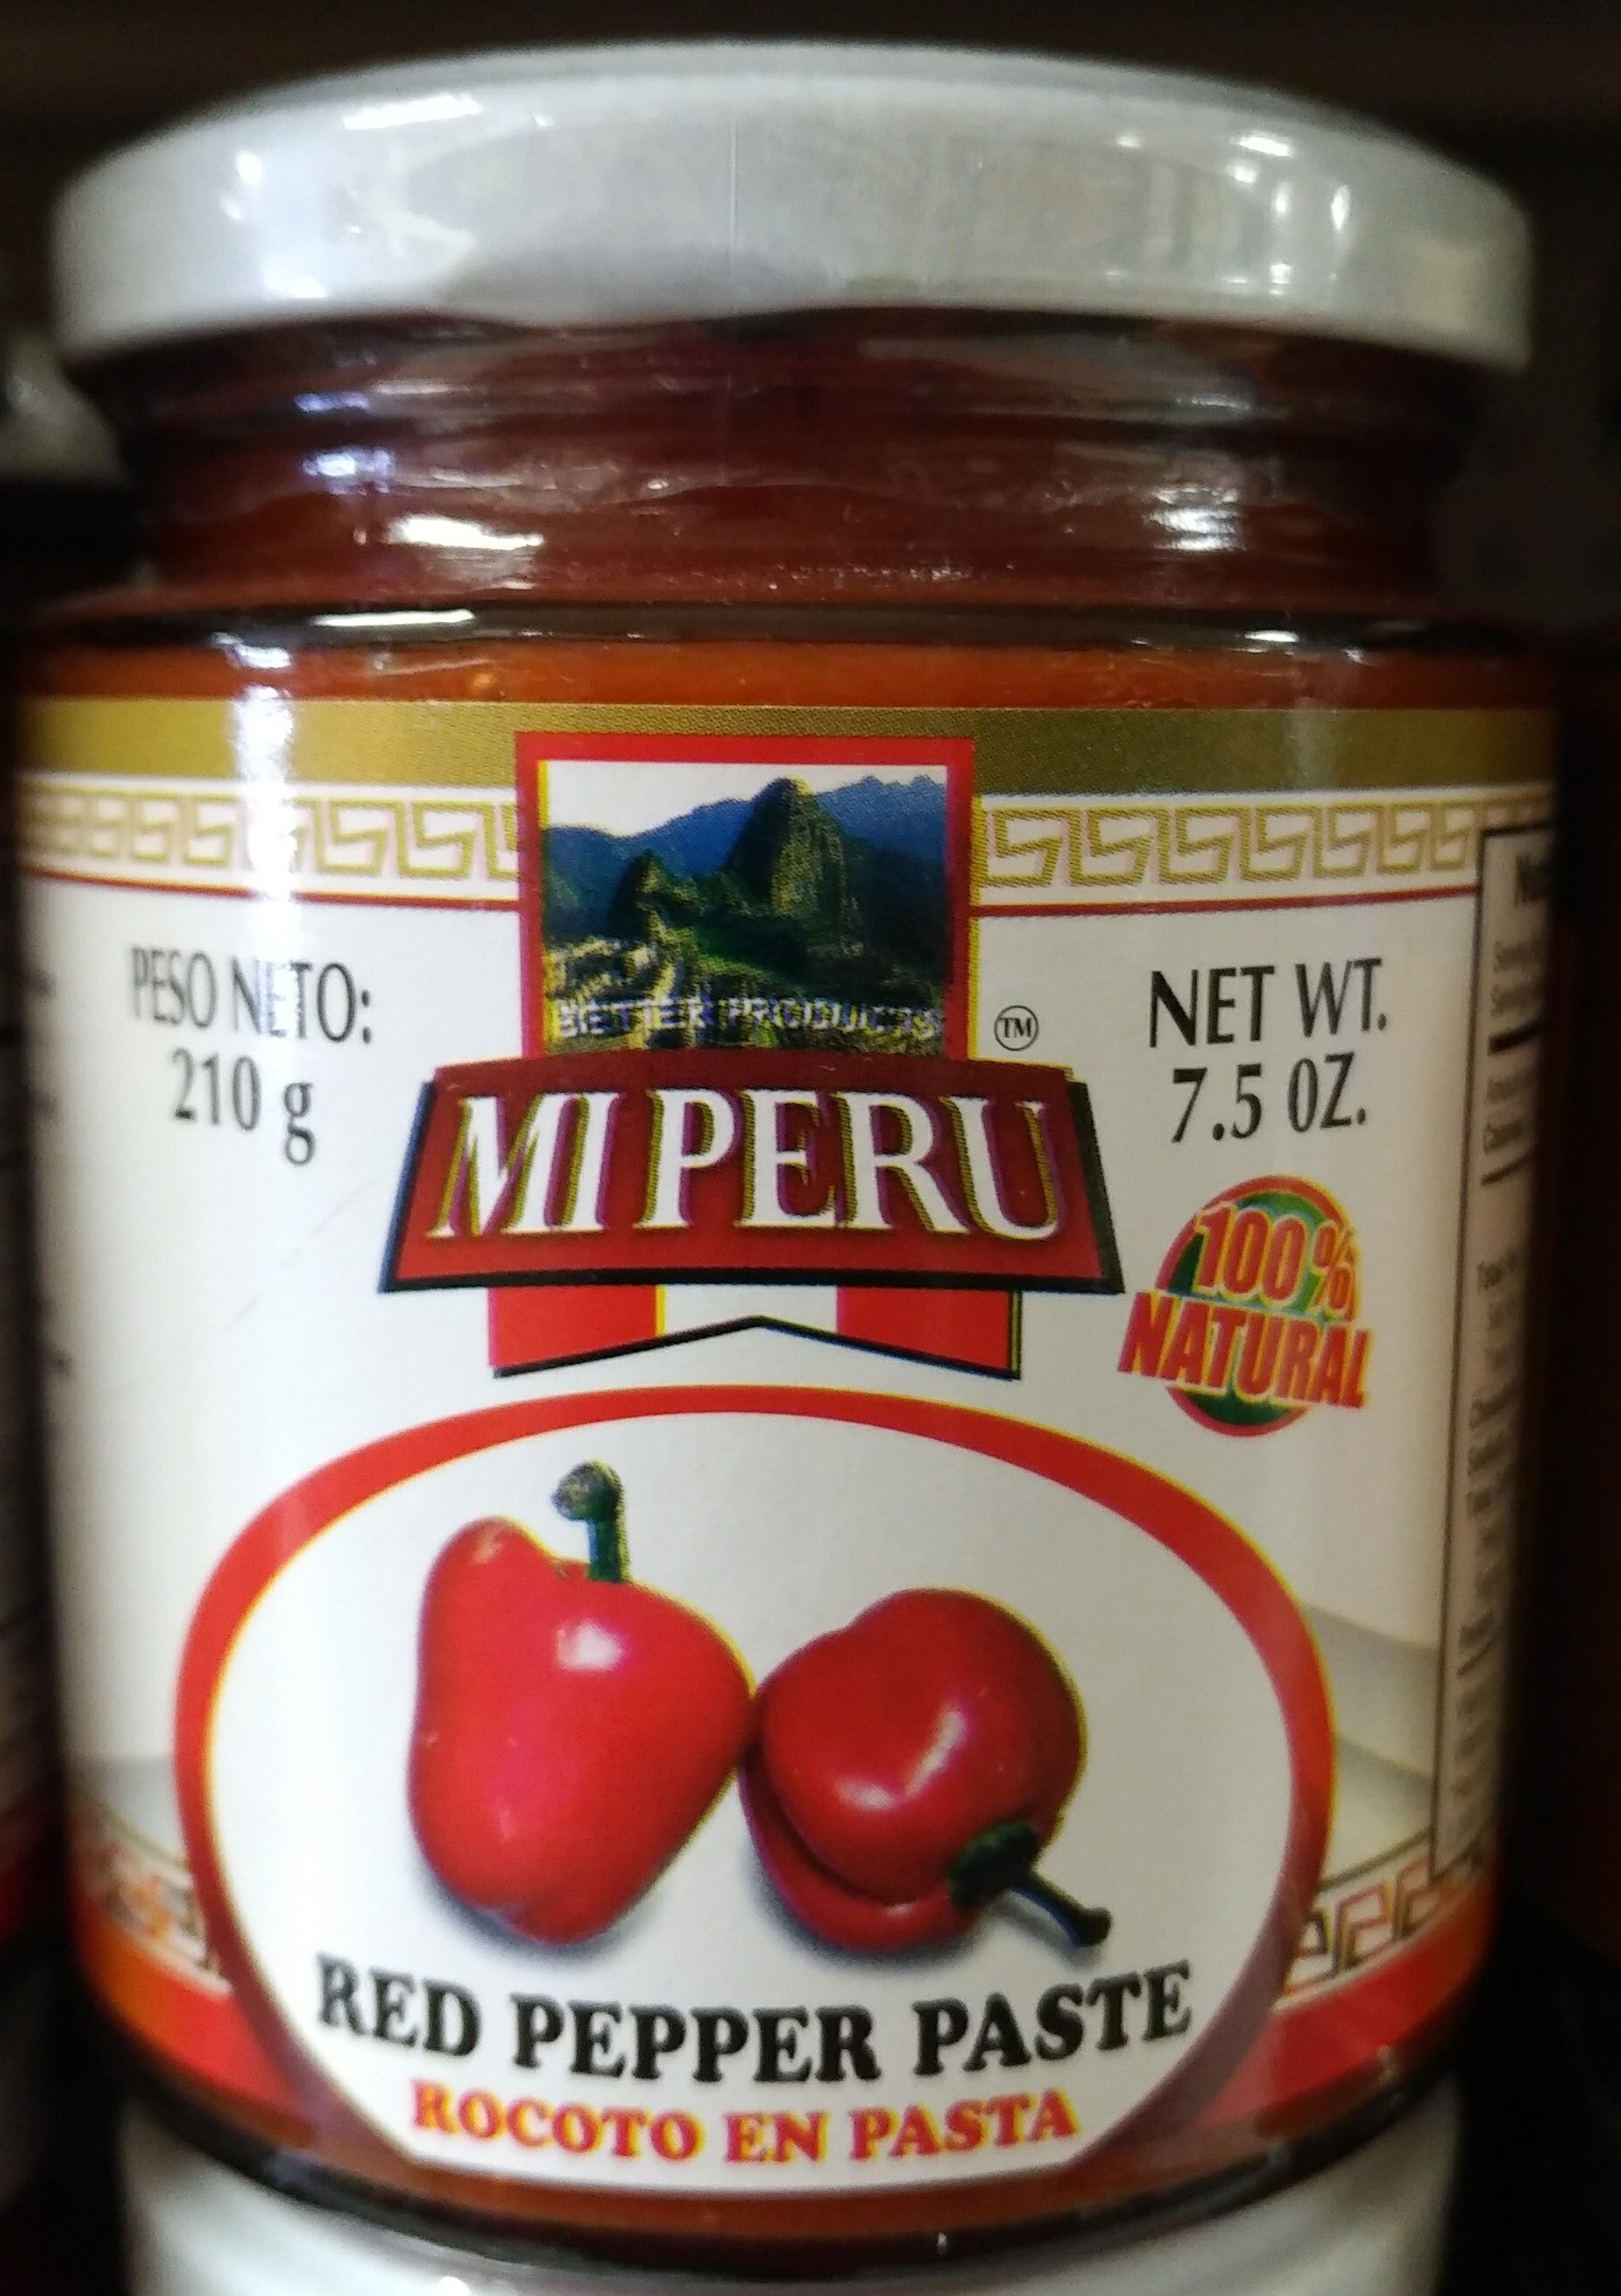 BETTER PRODUCTS
TM
MI PERU
PESO NETO:
210 g
NET WT.
7.5 OZ.
100%
NATURAL
RED PEPPER PASTE
ROCOTO EN PASTA